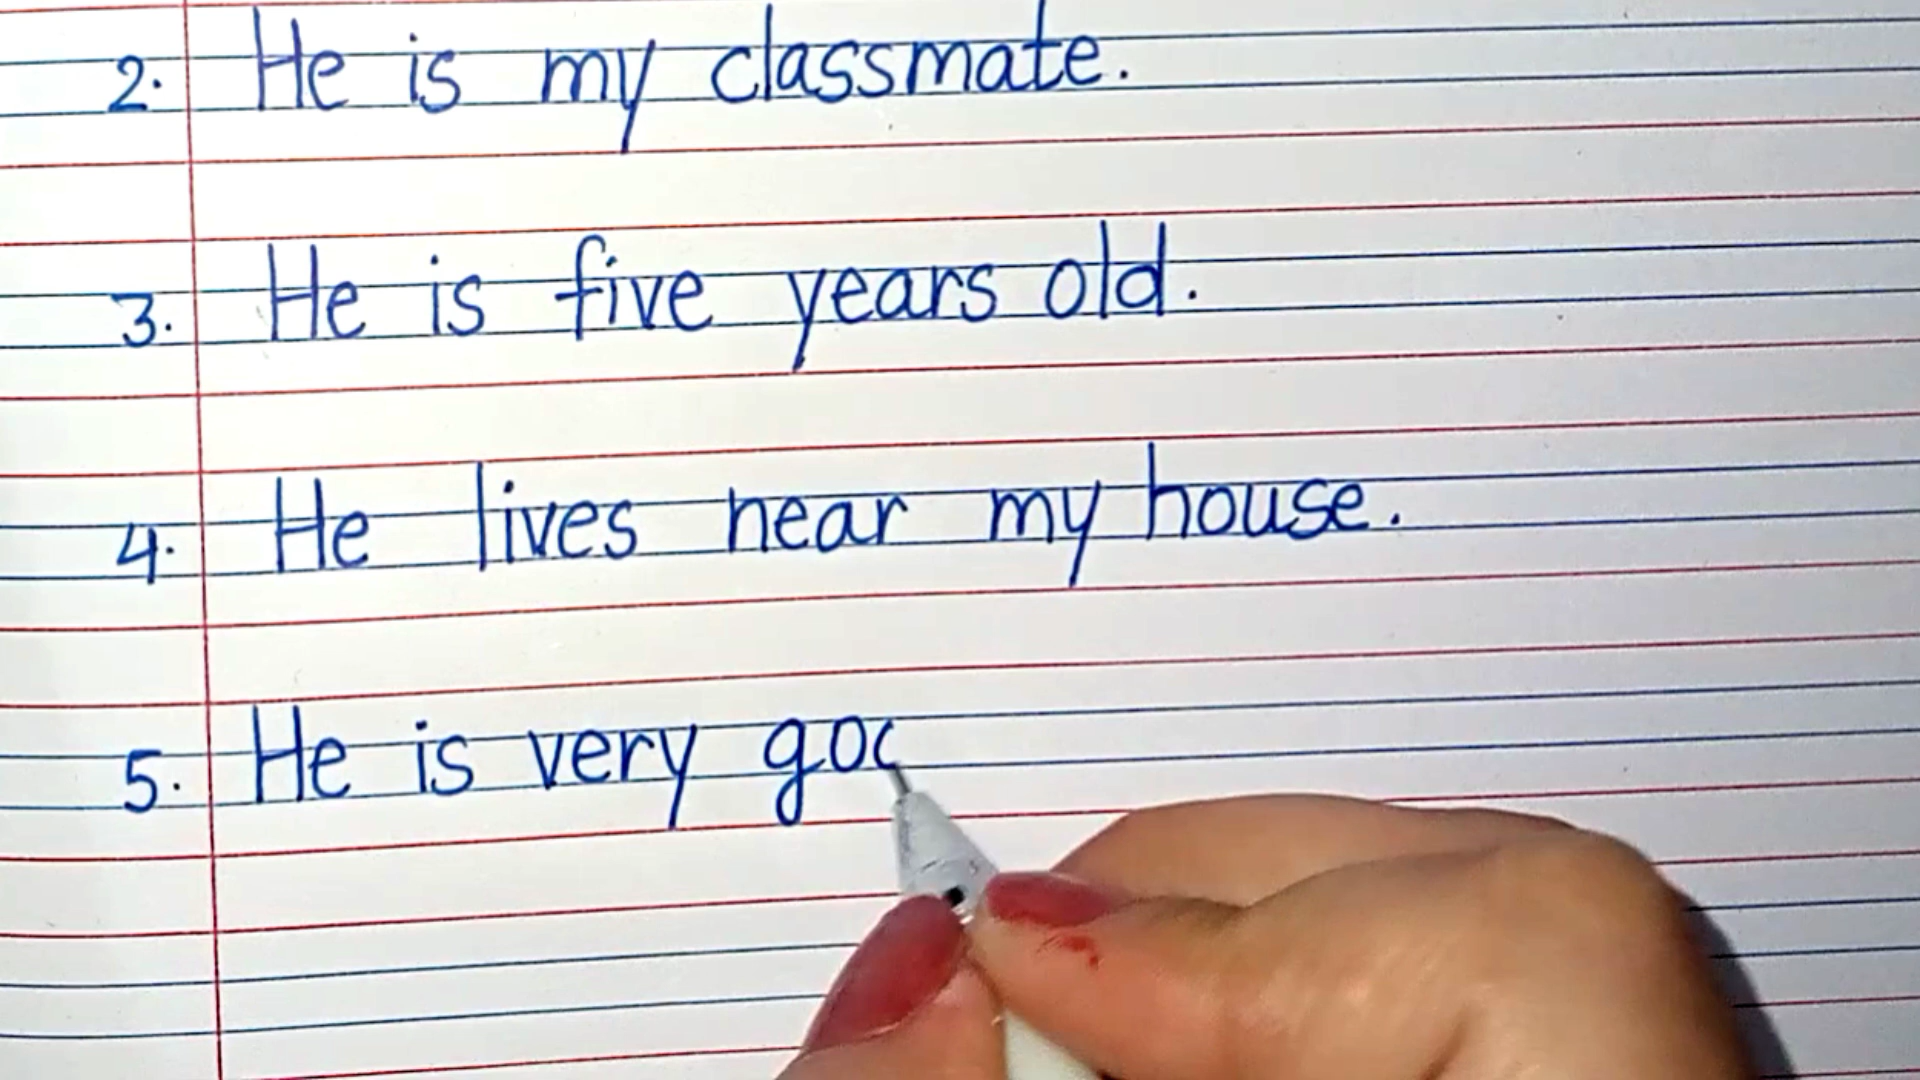 2. He is my classmate.
3. He is five years old.
4. He lives near my house.
5. He is very